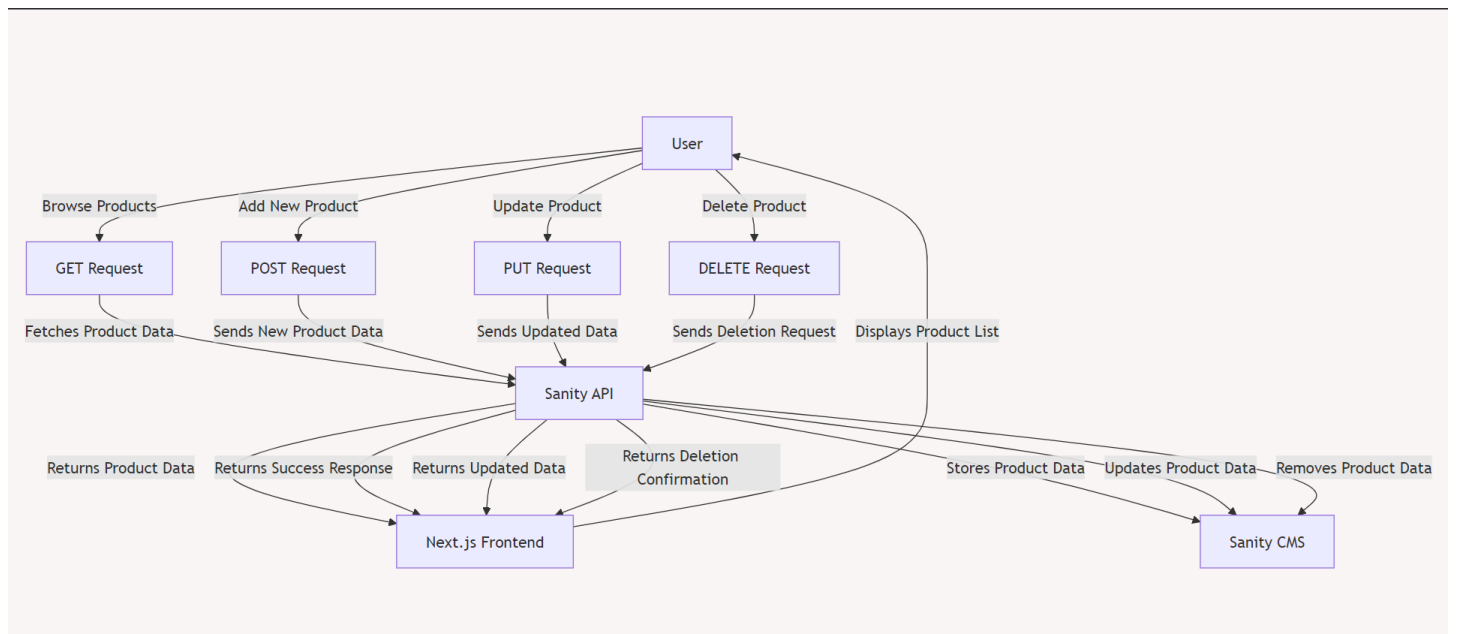 User
Browse Products
Add New Product
Update Product
Delete Product
GET Request
POST Request
PUT Request
DELETE Request
Fetches Product Data
Sends New Product Data
Sends Updated Data
Sends Deletion Request
Displays Product List
Sanity API
Returns Product Data
Returns Success Response
Returns Updated Data
Returns Deletion
Confirmation
Stores Product Data
Updates Product Data
Removes Product Data
Next.js Frontend
Sanity CMS